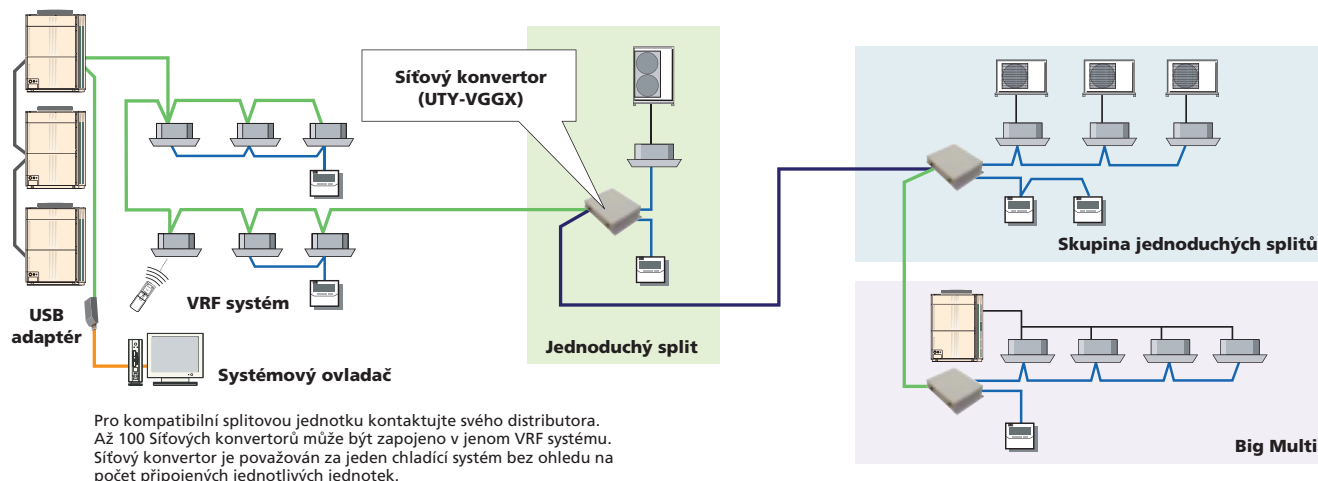 Síťový konvertor
(UTY-VGGX)
USB
adaptér
VRF systém
Systémový ovladač
Jednoduchý split
Skupina jednoduchých splitů
Big Multi
Pro kompatibilní splitovou jednotku kontaktujte svého distributora.
Až 100 Síťových konvertorů může být zapojeno v jenom VRF systému.
Síťový konvertor je považován za jeden chladící systém bez ohledu na
počet připojených jednotlivých jednotek.